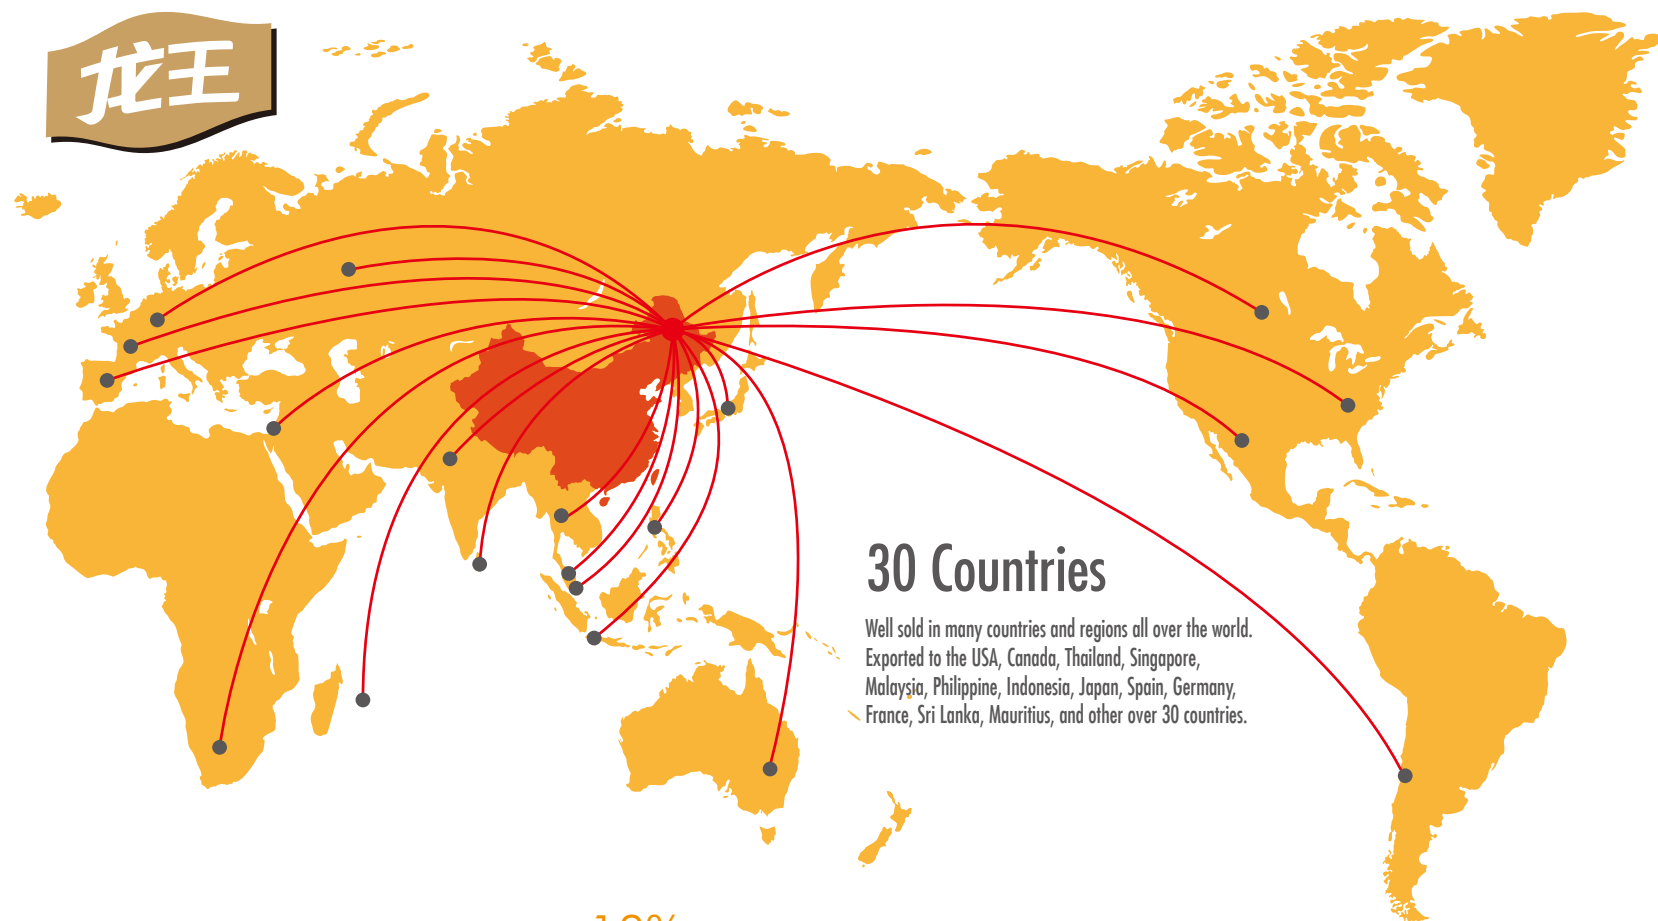 龙王
30 Countries
Well sold in many countries and regions all over the world.
Exported to the USA, Canada, Thailand, Singapore,
Malaysia, Philippine, Indonesia, Japan, Spain, Germany,
France, Sri Lanka, Mauritius, and other over 30 countries.